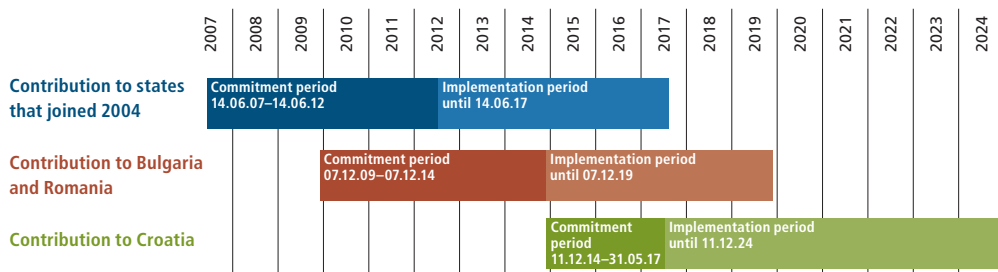 2007
2008
2009
2010
2011
2012
2013
2014
2015
2016
2017
2018
2019
2020
2021
2022
2023
2024
Contribution to states
that joined 2004
Commitment period
14.06.07–14.06.12
Implementation period
until 14.06.17
Contribution to Bulgaria
and Romania
Commitment period
07.12.09–07.12.14
Implementation period
until 07.12.19
Contribution to Croatia
Commitment
period
11.12.14–31.05.17
Implementation period
until 11.12.24